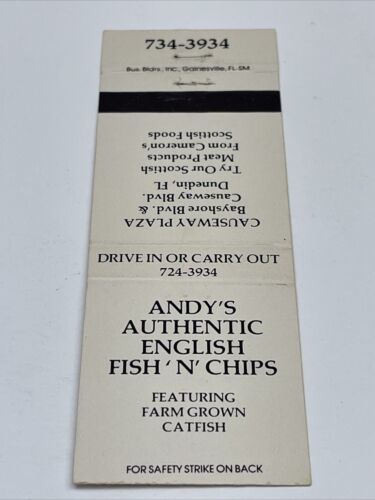 734-3934
Bus. Bldrs., Inc., Gainesville, FL-SM
CAUSEWAY PLAZA
Bayshore Blvd. &
Causeway Blvd.
Dunedin, FL
Try Our Scottish
Meat Products
From Cameron's
Scottish Foods
DRIVE IN OR CARRY OUT
724-3934
ANDY'S
AUTHENTIC
ENGLISH
FISH 'N' CHIPS
FEATURING
FARM GROWN
CATFISH
FOR SAFETY STRIKE ON BACK